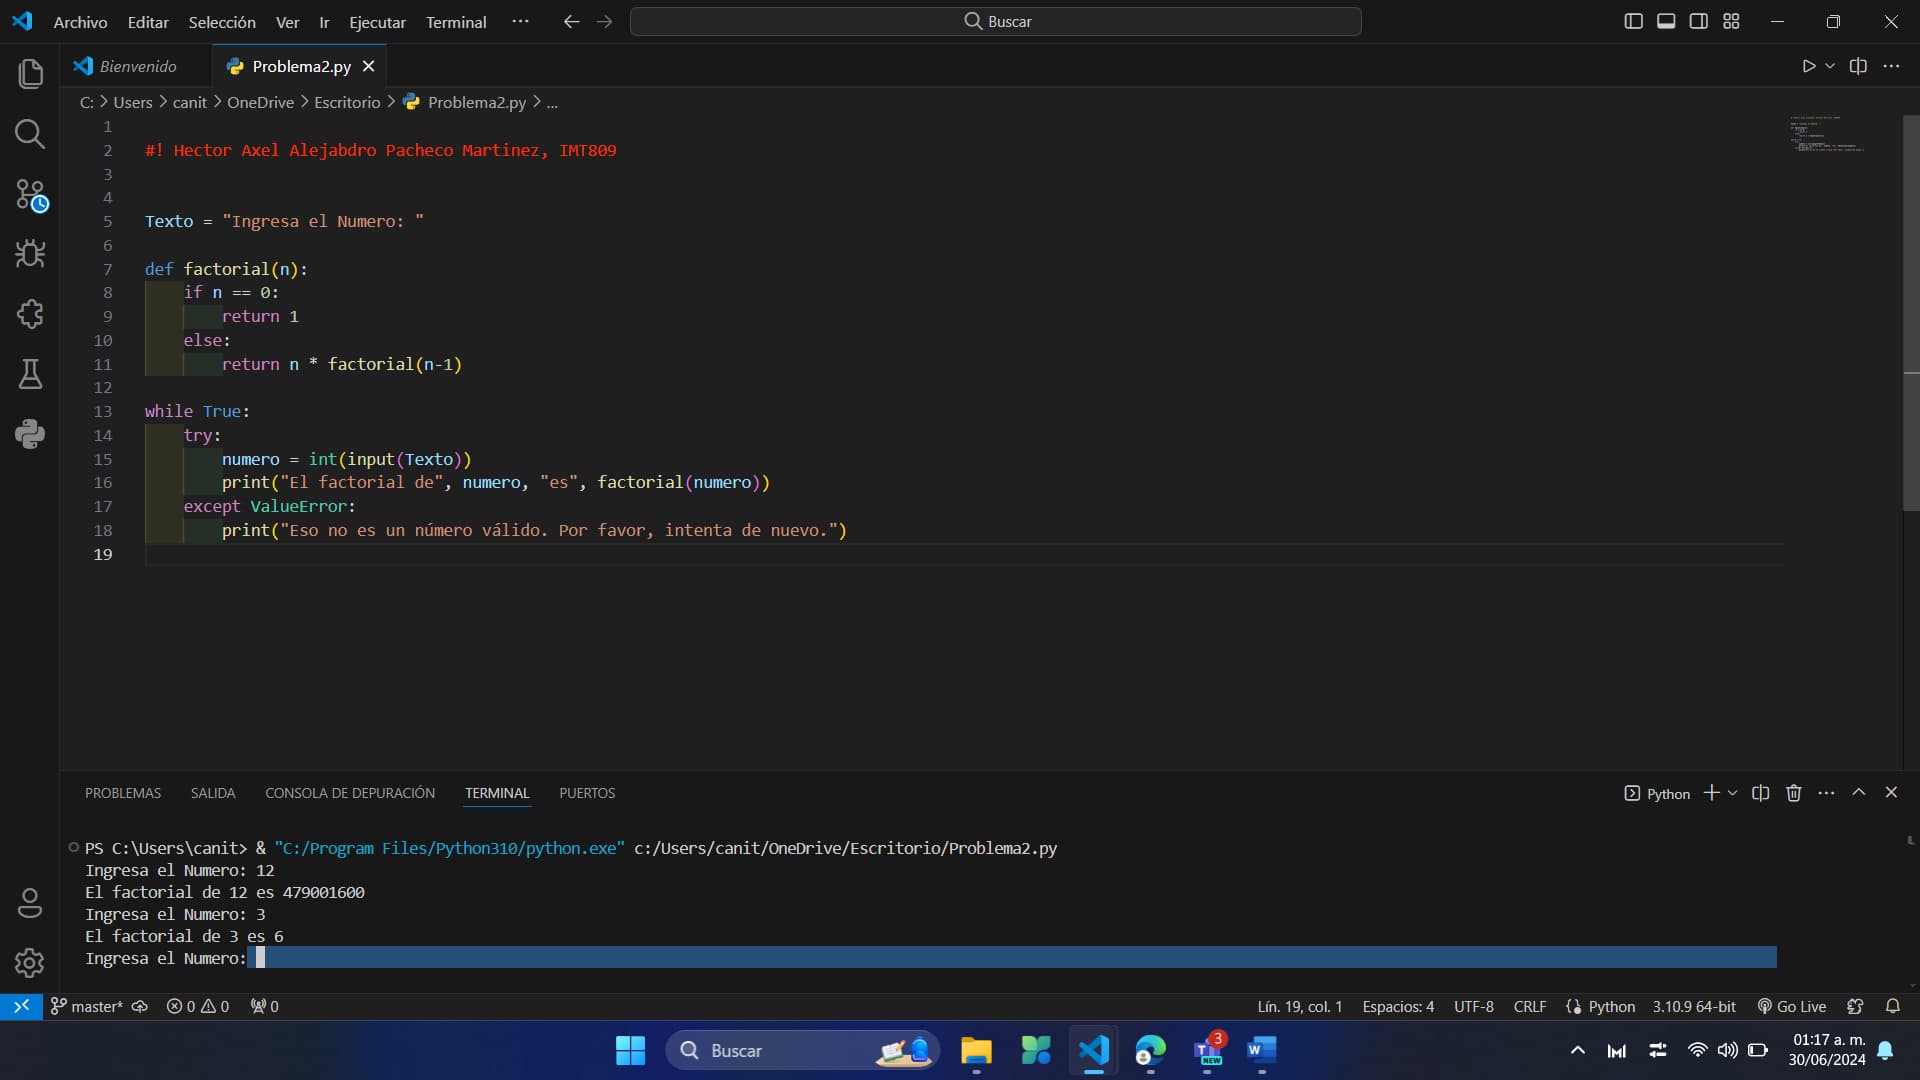 Archivo Editar Selección Ver Ir Ejecutar Terminal ··· Buscar
Bienvenido Problema2.py
C: > Users > canit > OneDrive > Escritorio > Problema2.py > ...
1
2 #! Hector Axel Alejabdro Pacheco Martinez, IMT809
3
4
5 Texto = "Ingresa el Numero: "
6
7 def factorial(n):
8 if n == 0:
9 return 1
10 else:
11 return n * factorial(n-1)
12
13 while True:
14 try:
15 numero = int(input(Texto))
16 print("El factorial de", numero, "es", factorial(numero))
17 except ValueError:
18 print("Eso no es un número válido. Por favor, intenta de nuevo.")
19
PROBLEMAS SALIDA CONSOLA DE DEPURACIÓN TERMINAL PUERTOS Python
PS C:\Users\canit> & "C:/Program Files/Python310/python.exe" c:/Users/canit/OneDrive/Escritorio/Problema2.py
Ingresa el Numero: 12
El factorial de 12 es 479001600
Ingresa el Numero: 3
El factorial de 3 es 6
Ingresa el Numero:
master* 0 0 0 Lín. 19, col. 1 Espacios: 4 UTF-8 CRLF Python 3.10.9 64-bit Go Live
Buscar 3 NEW 01:17 a. m.
30/06/2024